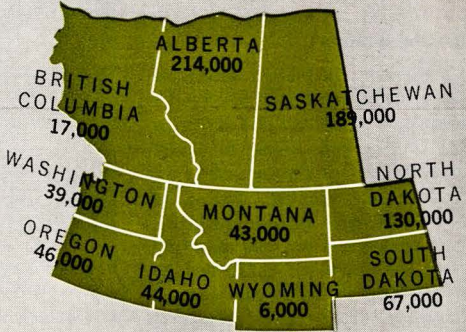 ALBERTA
214,000
BRITISH
COLUMBIA
17,000
SASKATCHEWAN
189,000
WASHINGTON
39,000
MONTANA
43,000
NORTH
DAKOTA
130,000
OREGON
46,000
IDAHO
44,000
WYOMING
6,000
SOUTH
DAKOTA
67,000